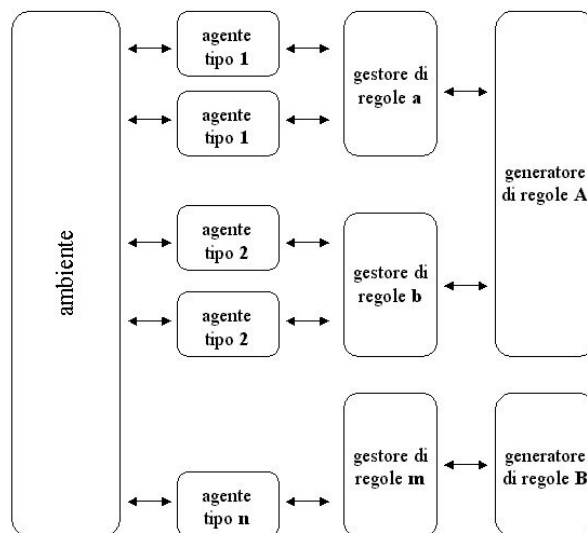 ambiente
agente
tipo 1
agente
tipo 1
gestore di
regole a
agente
tipo 2
agente
tipo 2
gestore di
regole b
generatore
di regole A
agente
tipo n
gestore di
regole m
generatore
di regole B